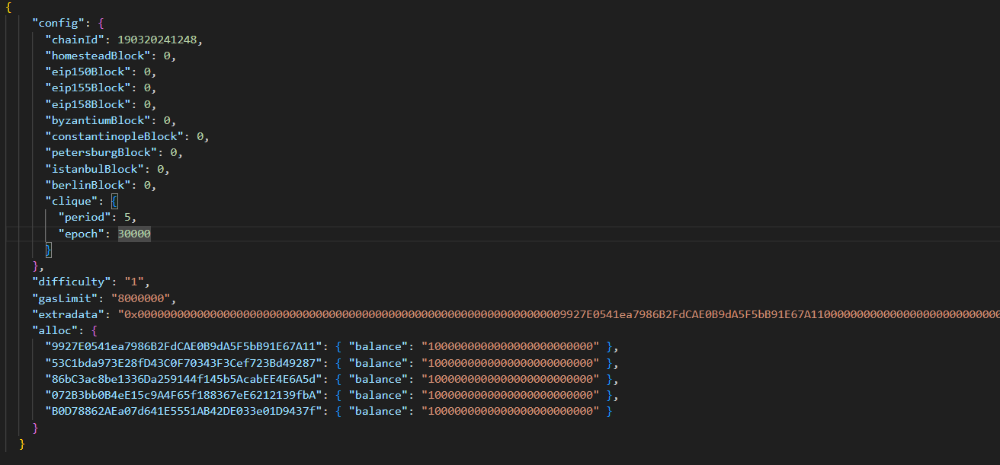 {
"config": {
"chainId": 190320241248,
"homesteadBlock": 0,
"eip150Block": 0,
"eip155Block": 0,
"eip158Block": 0,
"byzantiumBlock": 0,
"constantinopleBlock": 0,
"petersburgBlock": 0,
"istanbulBlock": 0,
"berlinBlock": 0,
"clique": {
"period": 5,
"epoch": 30000
}
},
"difficulty": "1",
"gasLimit": "8000000",
"extradata": "0x00000000000000000000000000000000000000000000000000000000000000009927E0541ea7986B2FdCAE0B9dA5F5bB91E67A1100000000000000000000000000
"alloc": {
"9927E0541ea7986B2FdCAE0B9dA5F5bB91E67A11": { "balance": "1000000000000000000000000" },
"53C1bda973E28fD43C0F70343F3Cef723Bd49287": { "balance": "1000000000000000000000000" },
"86bC3ac8be1336Da259144f145b5AcabEE4E6A5d": { "balance": "1000000000000000000000000" },
"072B3bb0B4eE15c9A4F65f188367eE6212139fbA": { "balance": "1000000000000000000000000" },
"B0D78862AEa07d641E5551AB42DE033e01D9437f": { "balance": "1000000000000000000000000" }
}
}